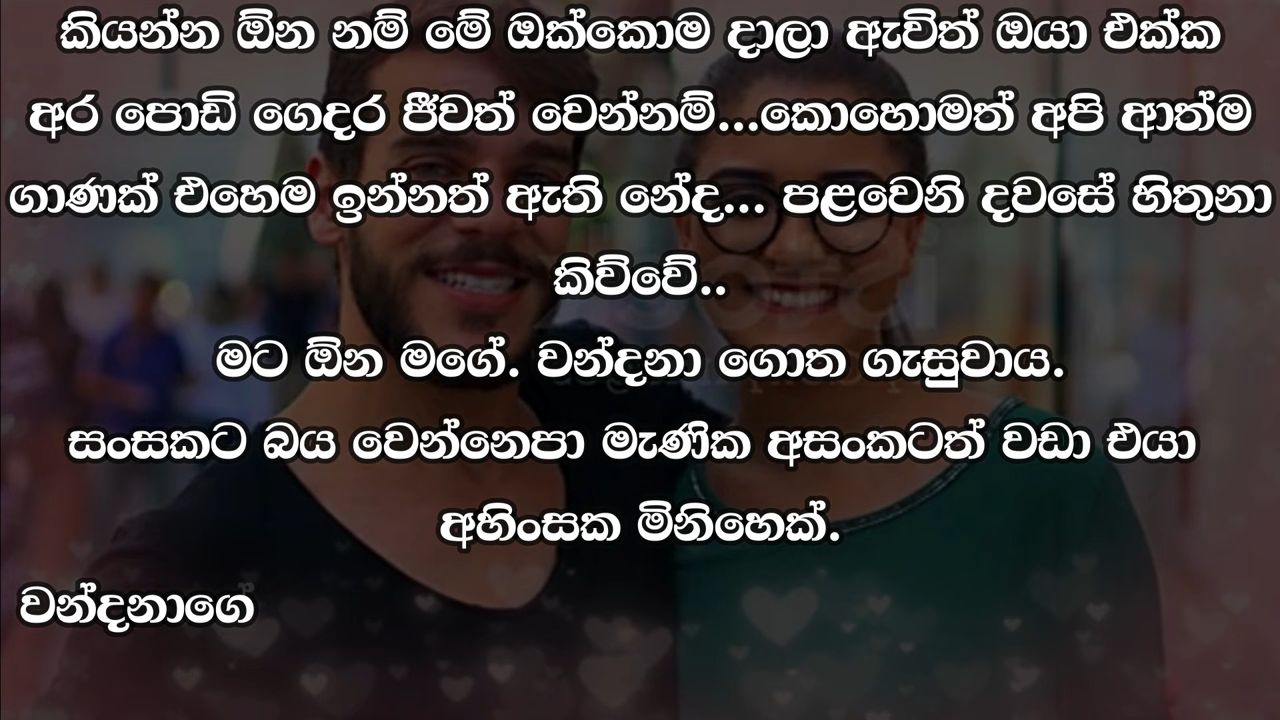 කියන්න ඕන නම් මේ ඔක්කොම දාලා ඇවිත් ඔයා එක්ක
අර පොඩි ගෙදර ජීවත් වෙන්නම්...කොහොමත් අපි ආත්ම
ගාණක් එහෙම ඉන්නත් ඇති නේද... පළවෙනි දවසේ හිතුනා
කිව්වේ..
මට ඕන මගේ. වන්දනා ගොත ගැසුවාය.
සංසකට බය වෙන්නෙපා මැණික අසංකටත් වඩා එයා
අහිංසක මිනිහෙක්.
වන්දනාගෙ